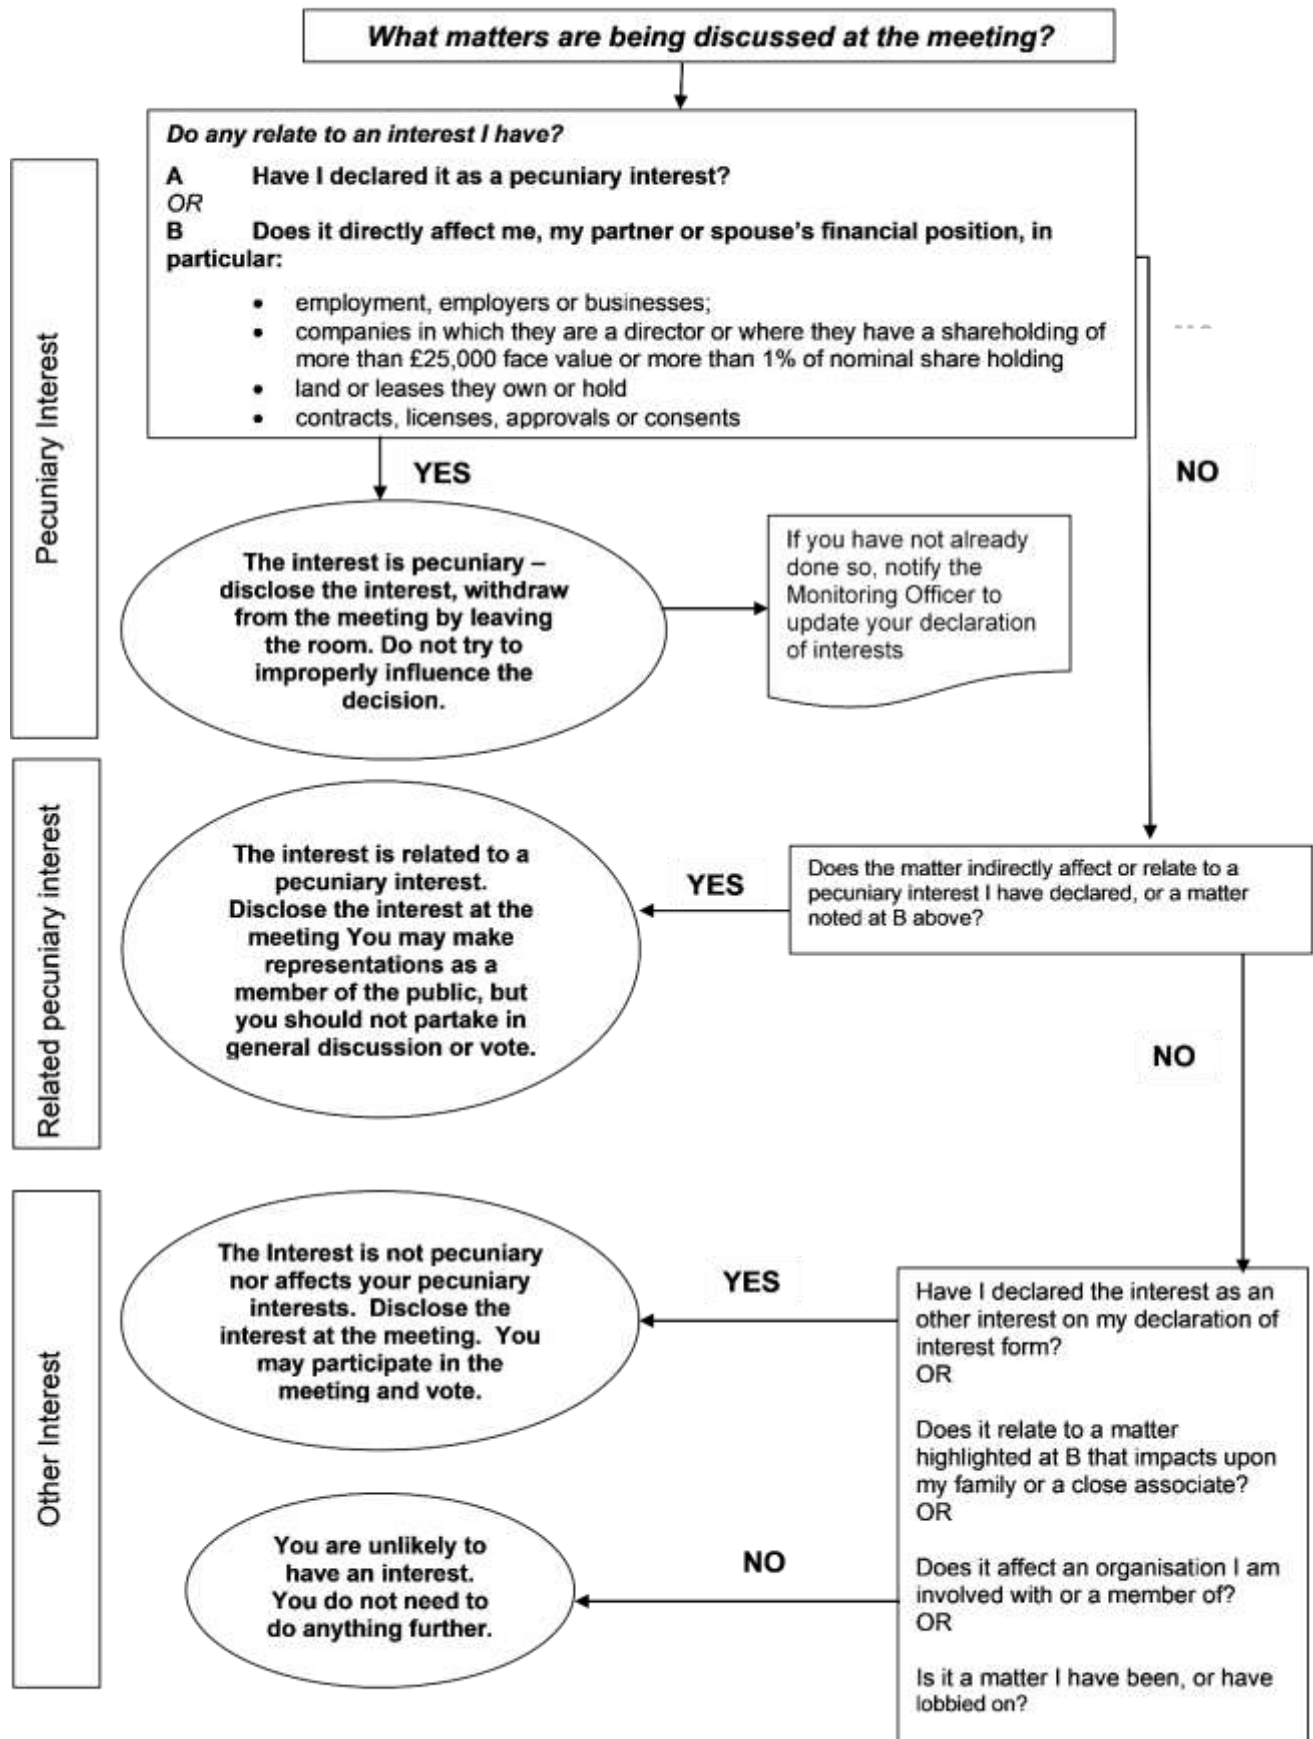 What matters are being discussed at the meeting?
Do any relate to an interest I have?
A Have I declared it as a pecuniary interest?
OR
B Does it directly affect me, my partner or spouse’s financial position, in
particular:
• employment, employers or businesses;
• companies in which they are a director or where they have a shareholding of
more than £25,000 face value or more than 1% of nominal share holding
• land or leases they own or hold
• contracts, licenses, approvals or consents
Pecuniary Interest
YES
NO
The interest is pecuniary –
disclose the interest, withdraw
from the meeting by leaving
the room. Do not try to
improperly influence the
decision.
If you have not already
done so, notify the
Monitoring Officer to
update your declaration
of interests
Related pecuniary interest
The interest is related to a
pecuniary interest.
Disclose the interest at the
meeting You may make
representations as a
member of the public, but
you should not partake in
general discussion or vote.
YES
Does the matter indirectly affect or relate to a
pecuniary interest I have declared, or a matter
noted at B above?
NO
Other Interest
The Interest is not pecuniary
nor affects your pecuniary
interests. Disclose the
interest at the meeting. You
may participate in the
meeting and vote.
YES
Have I declared the interest as an
other interest on my declaration of
interest form?
OR
Does it relate to a matter
highlighted at B that impacts upon
my family or a close associate?
OR
Does it affect an organisation I am
involved with or a member of?
OR
Is it a matter I have been, or have
lobbied on?
NO
You are unlikely to
have an interest.
You do not need to
do anything further.